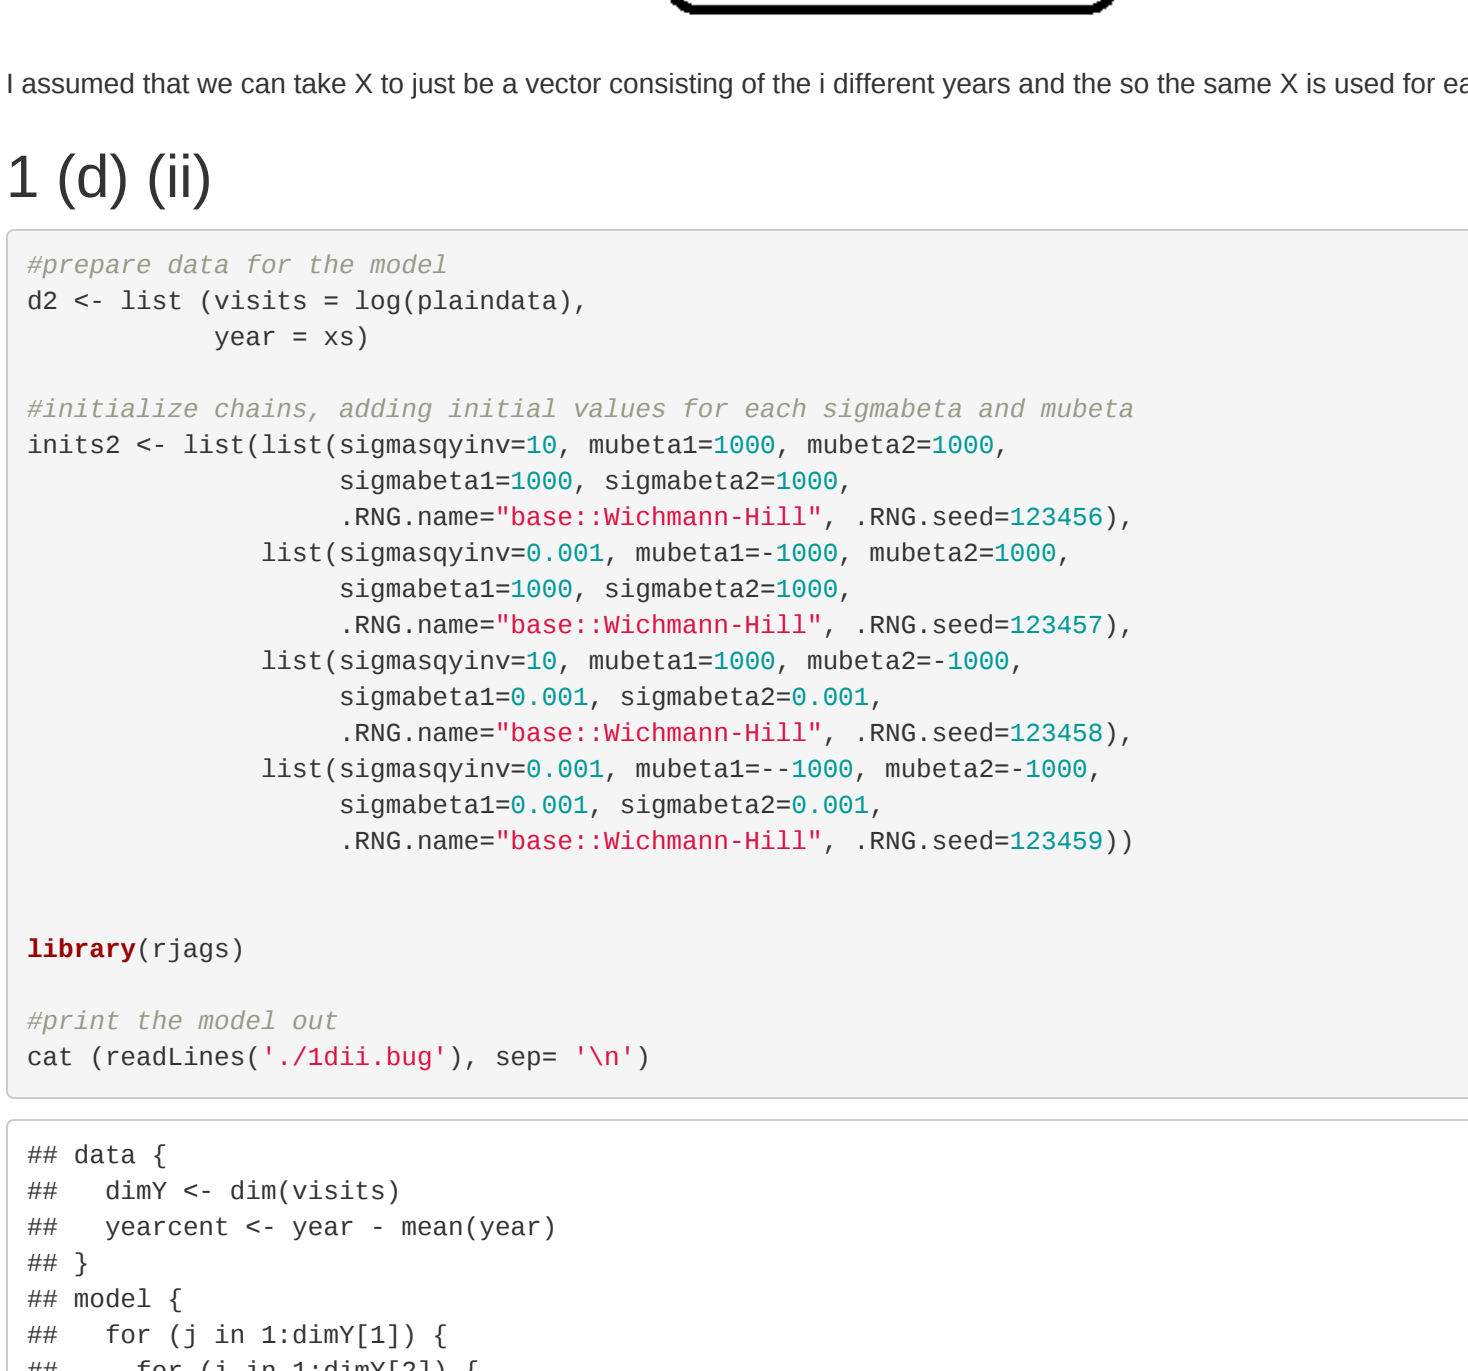 I assumed that we can take X to just be a vector consisting of the i different years and the so the same X is used for
1 (d) (ii)
#prepare data for the model
d2 <- list (visits = log(plaindata),
            year = xs)
#initialize chains, adding initial values for each sigmabeta and mubeta
inits2 <- list(list(sigmasqyinv=10, mubeta1=1000, mubeta2=1000,
                    sigmabeta1=1000, sigmabeta2=1000,
                    .RNG.name="base::Wichmann-Hill", .RNG.seed=123456),
               list(sigmasqyinv=0.001, mubeta1=-1000, mubeta2=1000,
                    sigmabeta1=1000, sigmabeta2=1000,
                    .RNG.name="base::Wichmann-Hill", .RNG.seed=123457),
               list(sigmasqyinv=10, mubeta1=1000, mubeta2=-1000,
                    sigmabeta1=0.001, sigmabeta2=0.001,
                    .RNG.name="base::Wichmann-Hill", .RNG.seed=123458),
               list(sigmasqyinv=0.001, mubeta1=--1000, mubeta2=-1000,
                    sigmabeta1=0.001, sigmabeta2=0.001,
                    .RNG.name="base::Wichmann-Hill", .RNG.seed=123459))
library(rjags)
#print the model out
cat (readLines('./1dii.bug'), sep= '\n')
## data {
##   dimY <- dim(visits)
##   yearcent <- year - mean(year)
## }
## model {
##   for (j in 1:dimY[1]) {
##     for (i in 1:dimY[2]) {